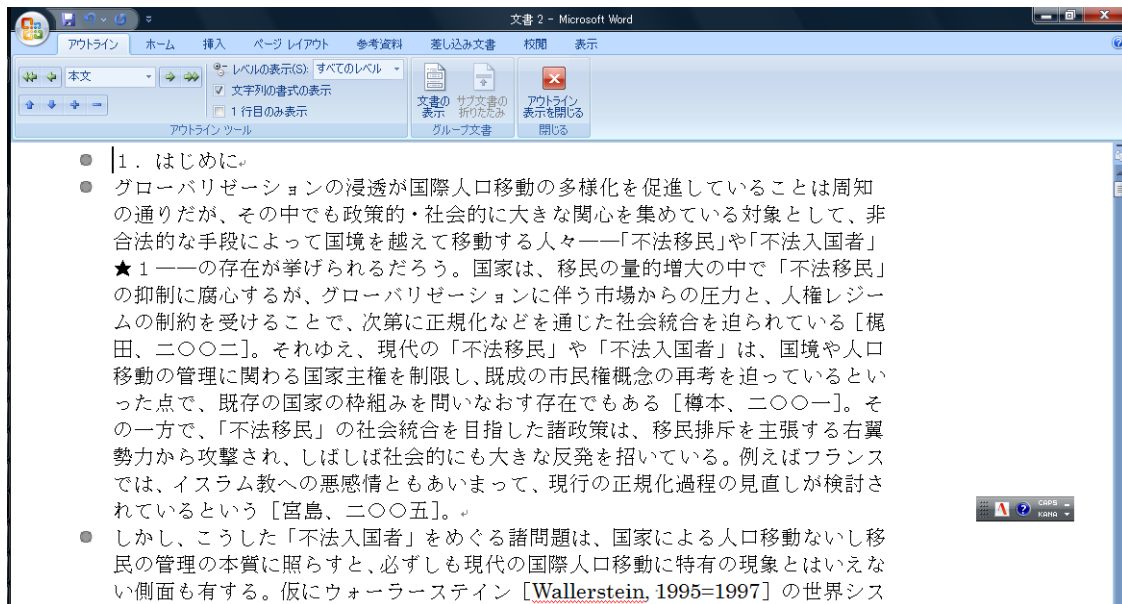 文書 2 - Microsoft Word
アウトライン ホーム 挿入 ページ レイアウト 参考資料 差し込み文書 校閲 表示
本文
レベルの表示(S): すべてのレベル
文字列の書式の表示
1 行目のみ表示
アウトライン ツール
文書の表示
サブ文書の折りたたみ
グループ文書
アウトライン表示を閉じる
閉じる
1．はじめに
グローバリゼーションの浸透が国際人口移動の多様化を促進していることは周知
の通りだが、その中でも政策的・社会的に大きな関心を集めている対象として、非
合法的な手段によって国境を越えて移動する人々――「不法移民」や「不法入国者」
★1――の存在が挙げられるだろう。国家は、移民の量的増大の中で「不法移民」
の抑制に腐心するが、グローバリゼーションに伴う市場からの圧力と、人権レジー
ムの制約を受けることで、次第に正規化などを通じた社会統合を迫られている［梶
田、二〇〇二］。それゆえ、現代の「不法移民」や「不法入国者」は、国境や人口
移動の管理に関わる国家主権を制限し、既成の市民権概念の再考を迫っているとい
った点で、既存の国家の枠組みを問いなおす存在でもある［樽本、二〇〇一］。そ
の一方で、「不法移民」の社会統合を目指した諸政策は、移民排斥を主張する右翼
勢力から攻撃され、しばしば社会的にも大きな反発を招いている。例えばフランス
では、イスラム教への悪感情ともあいまって、現行の正規化過程の見直しが検討さ
れているという［宮島、二〇〇五］。
しかし、こうした「不法入国者」をめぐる諸問題は、国家による人口移動ないし移
民の管理の本質に照らすと、必ずしも現代の国際人口移動に特有の現象とはいえな
い側面も有する。仮にウォーラーステイン［Wallerstein, 1995=1997］の世界シス
A CAPS
KANA